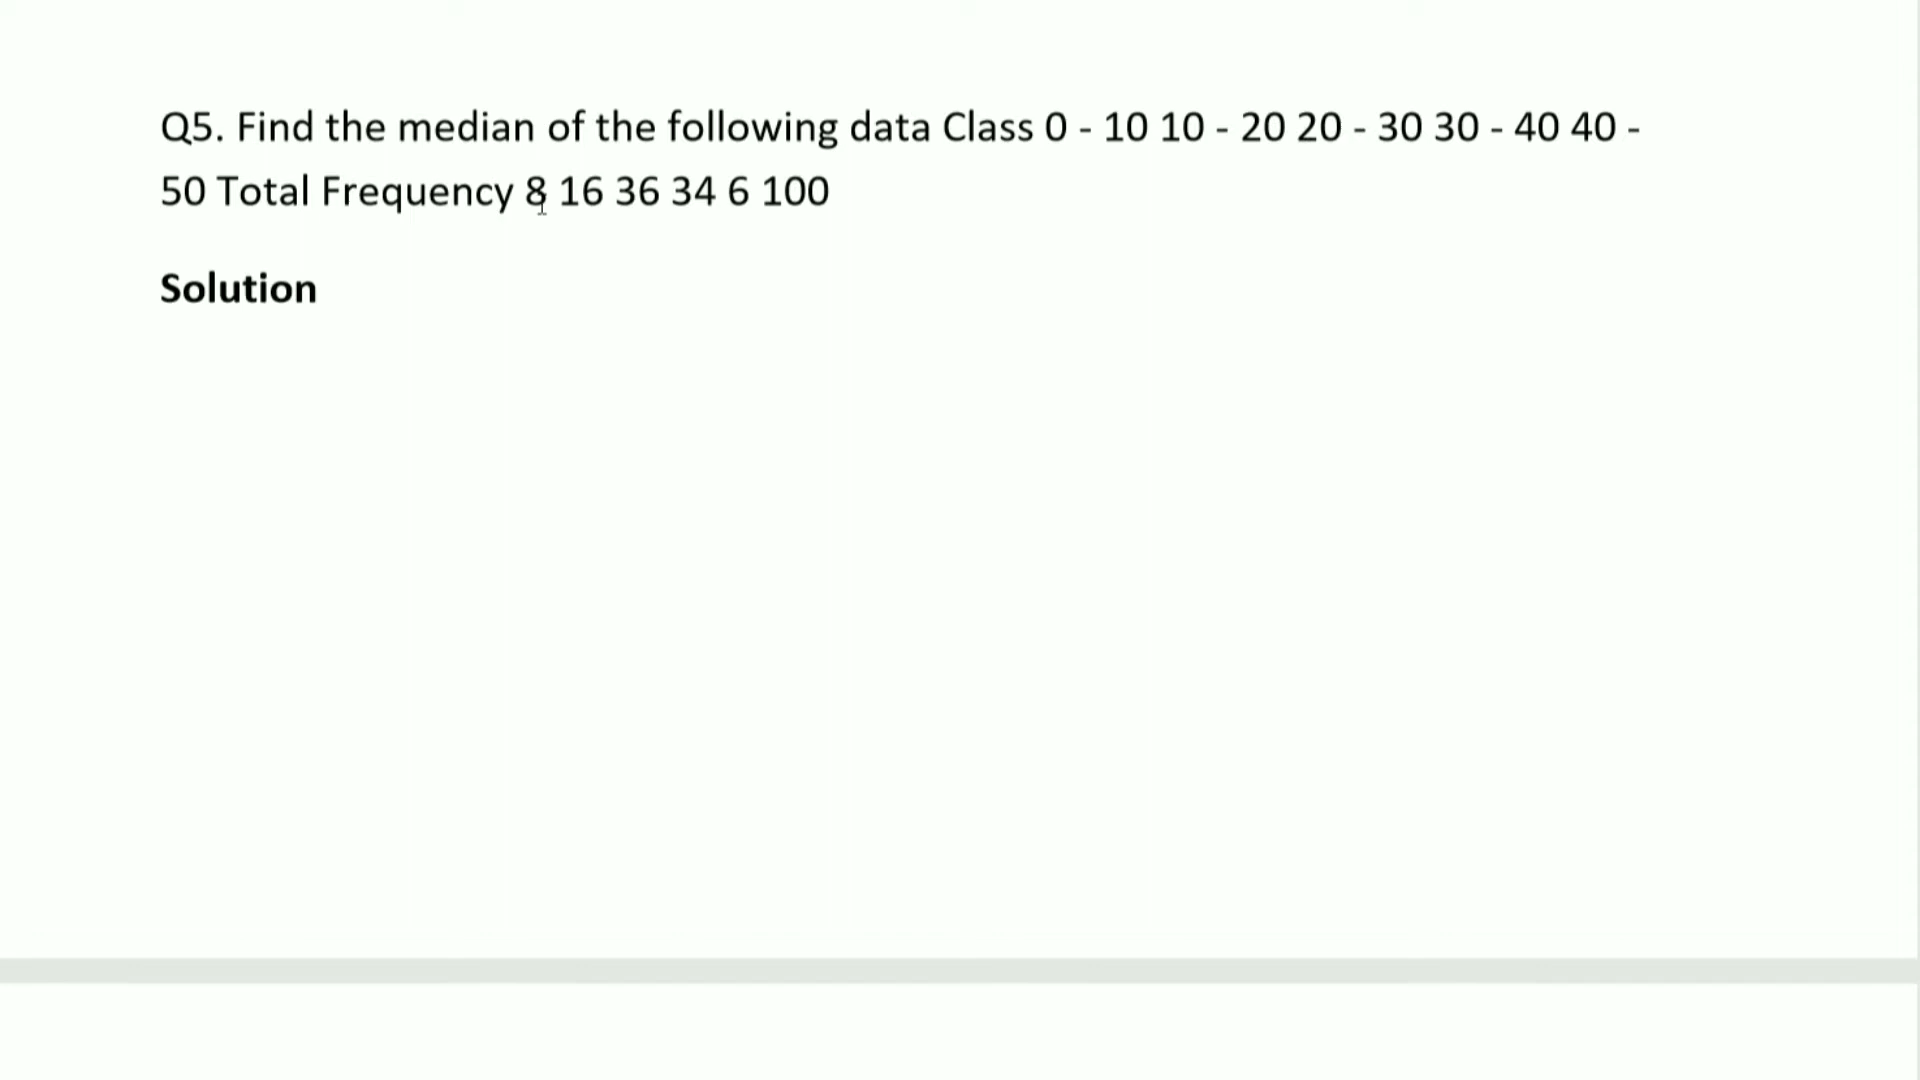 Q5. Find the median of the following data Class 0 - 10 10 - 20 20 - 30 30 - 40 40 -
50 Total Frequency 8 16 36 34 6 100
Solution